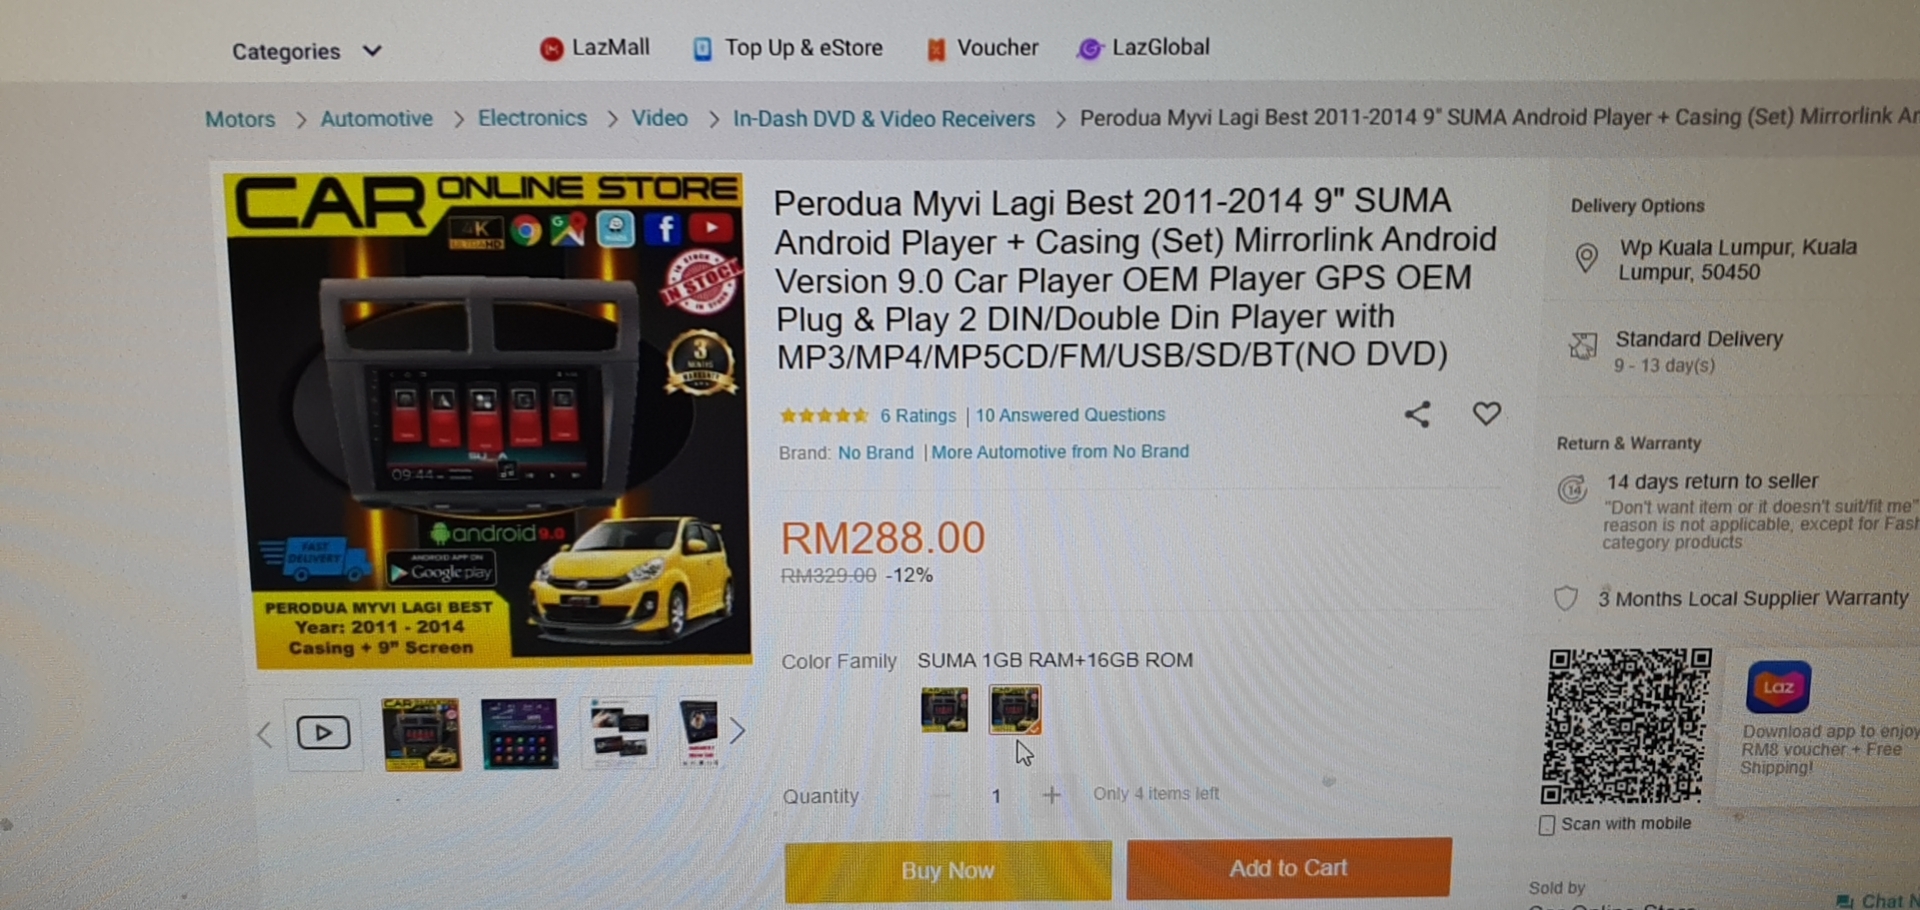 Categories
LazMall
Top Up & eStore
Voucher
LazGlobal
Motors > Automotive > Electronics > Video > In-Dash DVD & Video Receivers > Perodua Myvi Lagi Best 2011-2014 9" SUMA Android Player + Casing (Set) Mirrorlink
CAR ONLINE STORE
4K
ULTRA HD
IN STOCK
3
09:44
android 9.0
FAST
DELIVERY
ANDROID APP ON
Google play
PERODUA MYVI LAGI BEST
Year: 2011 - 2014
Casing + 9" Screen
Perodua Myvi Lagi Best 2011-2014 9" SUMA
Android Player + Casing (Set) Mirrorlink Android
Version 9.0 Car Player OEM Player GPS OEM
Plug & Play 2 DIN/Double Din Player with
MP3/MP4/MP5CD/FM/USB/SD/BT(NO DVD)
6 Ratings | 10 Answered Questions
Brand: No Brand | More Automotive from No Brand
RM288.00
RM329.00 -12%
Color Family SUMA 1GB RAM+16GB ROM
Quantity 1 Only 4 items left
Buy Now
Add to Cart
Delivery Options
Wp Kuala Lumpur, Kuala
Lumpur, 50450
Standard Delivery
9 - 13 day(s)
Return & Warranty
14
14 days return to seller
"Don't want item or it doesn't suit/fit me"
reason is not applicable, except for
category products
3 Months Local Supplier Warranty
Laz
Download app to enjoy
RM8 voucher + Free
Shipping!
Scan with mobile
Sold by
Chat